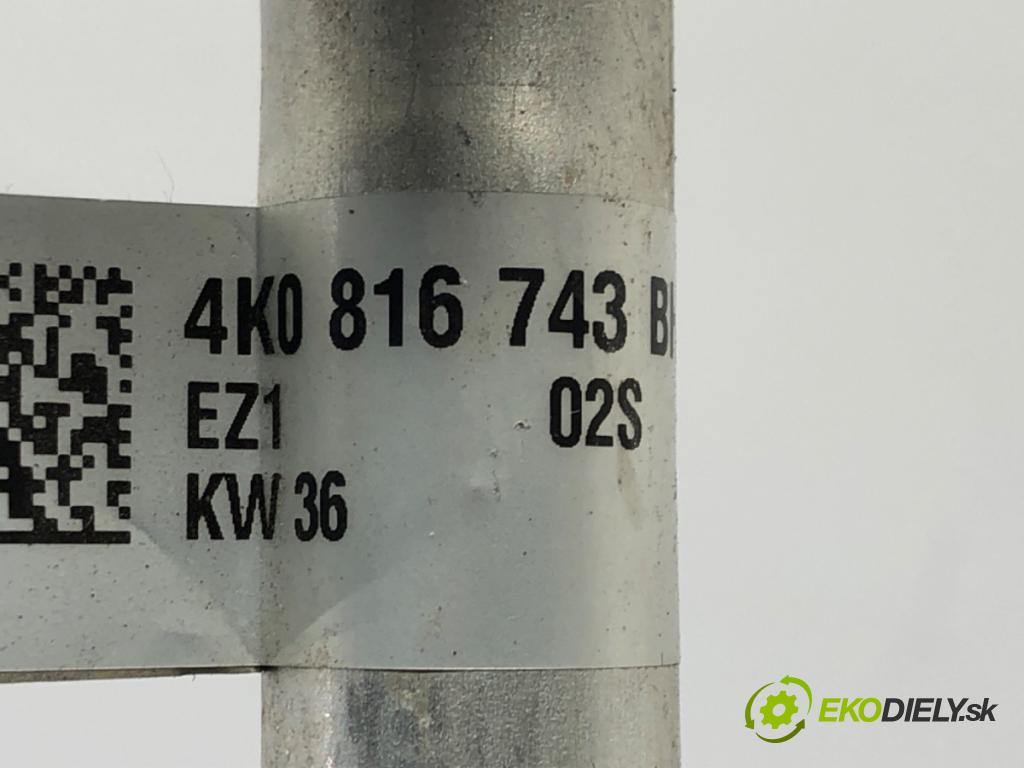 4K0 816 743 B
EZ1 02S
KW 36
EKODIELY.sk